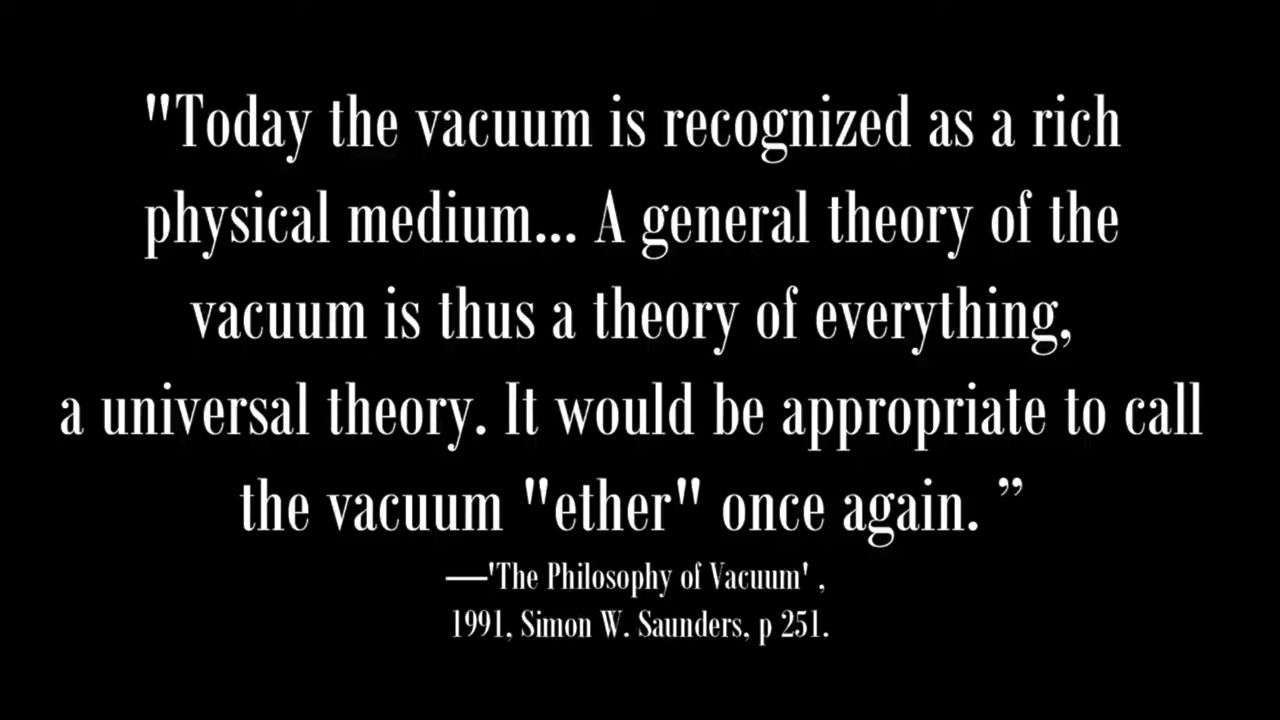 "Today the vacuum is recognized as a rich
physical medium... A general theory of the
vacuum is thus a theory of everything,
a universal theory. It would be appropriate to call
the vacuum "ether" once again. ”
—'The Philosophy of Vacuum' ,
1991, Simon W. Saunders, p 251.